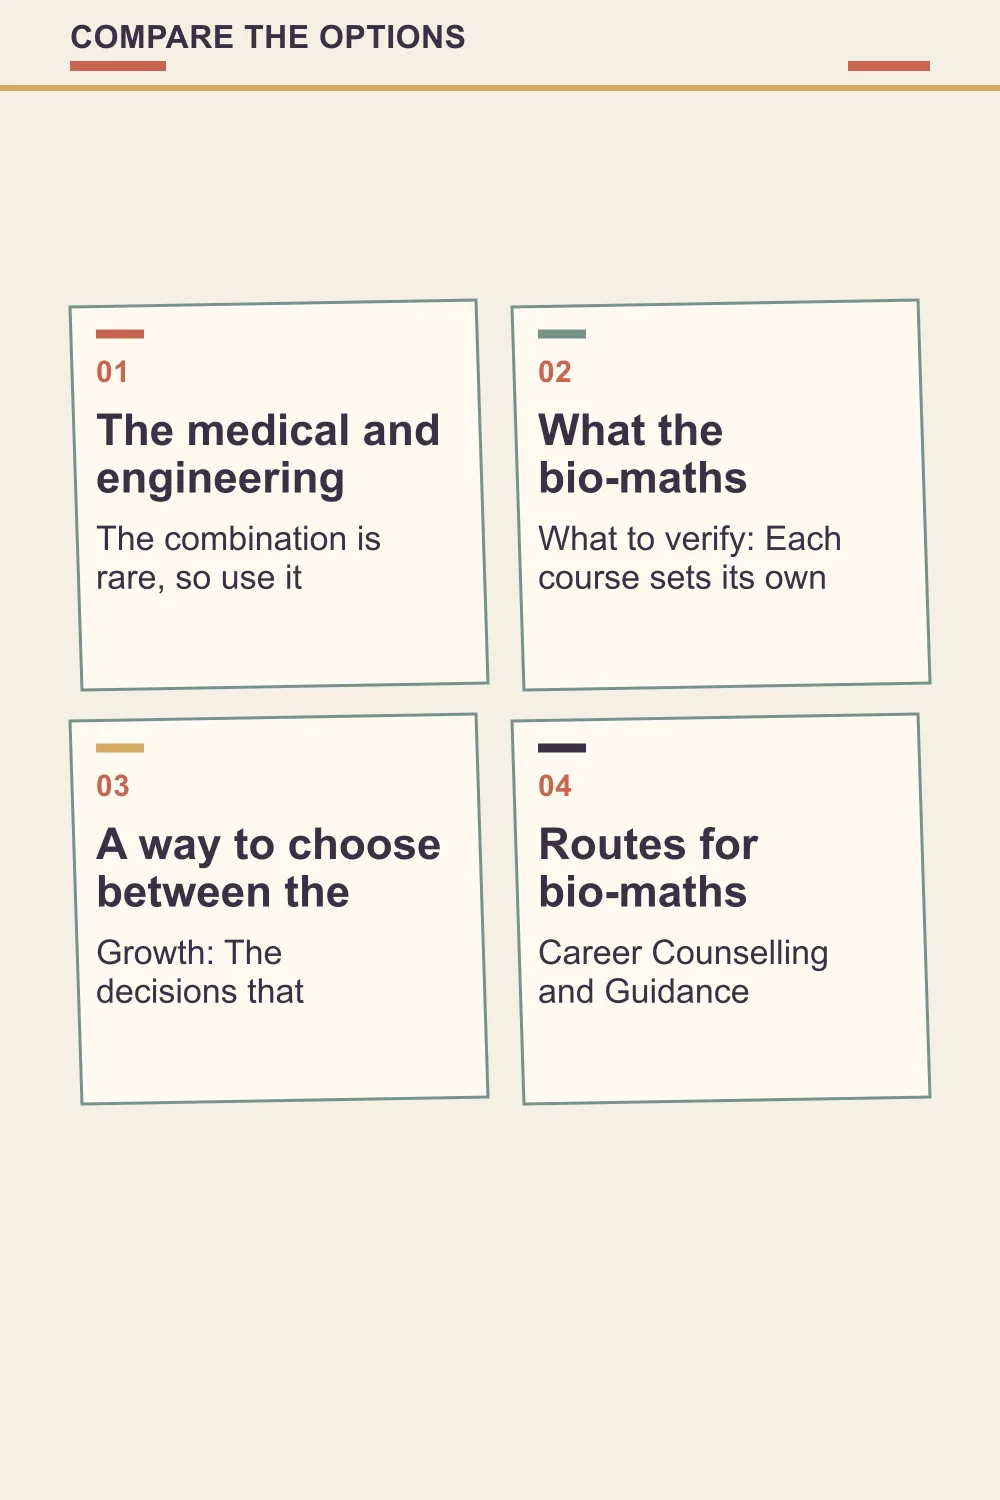 COMPARE THE OPTIONS
01
The medical and
engineering
The combination is
rare, so use it
02
What the
bio-maths
What to verify: Each
course sets its own
03
A way to choose
between the
Growth: The
decisions that
04
Routes for
bio-maths
Career Counselling
and Guidance